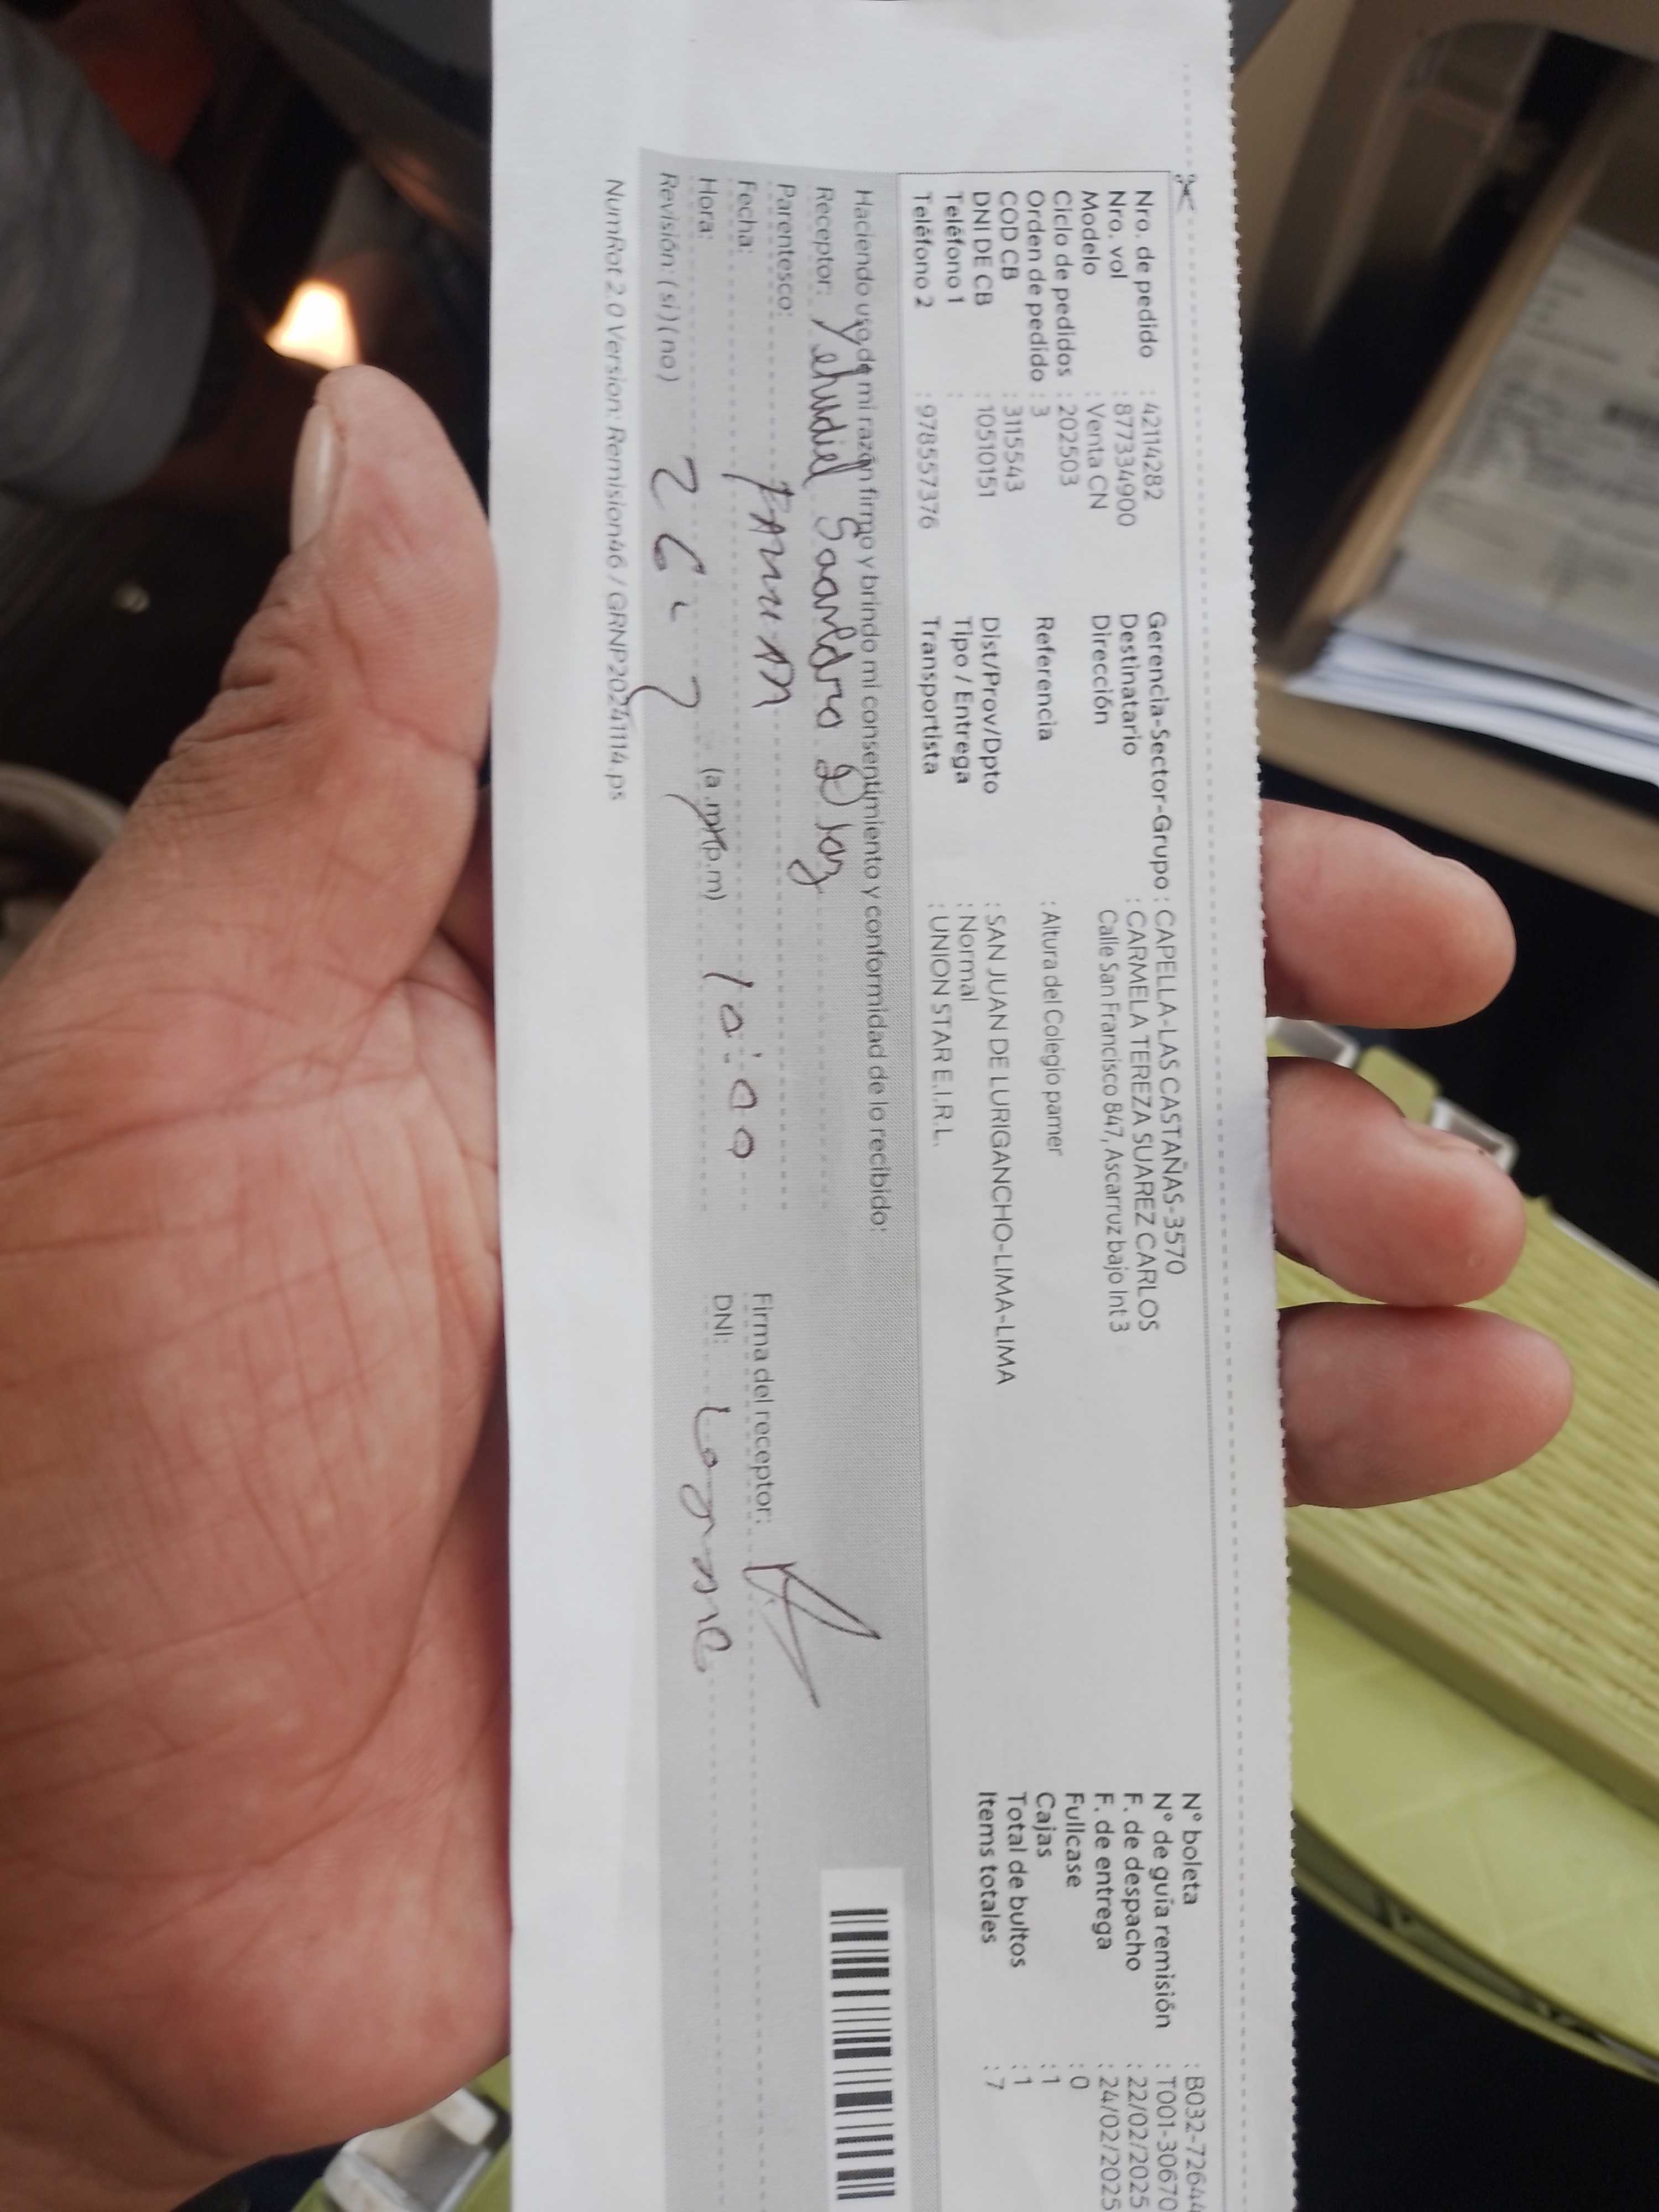 Nro. de pedido : 42114282
Nro. vol : 877334900
Modelo : Venta CN
Ciclo de pedidos : 202503
Orden de pedido : 3
COD CB : 3115543
DNI DE CB : 10510151
Teléfono 1 :
Teléfono 2 : 978557376
Gerencia-Sector-Grupo : CAPELLA-LAS CASTAÑAS-3570
Destinatario : CARMELA TEREZA SUAREZ CARLOS
Dirección Calle San Francisco 847, Ascarruz bajo Int 3
Referencia : Altura del Colegio pamer
Dist/Prov/Dpto : SAN JUAN DE LURIGANCHO-LIMA-LIMA
Tipo / Entrega : Normal
Transportista : UNION STAR E.I.R.L.
N° boleta : B032-72644
N° de guía remisión : T001-30670
F. de despacho : 22/02/2025
F. de entrega : 24/02/2025
Fullcase : 0
Cajas : 1
Total de bultos : 1
Items totales : 7
Haciendo uso de mi razón firmo y brindo mi consentimiento y conformidad de lo recibido:
Receptor: Yehudiel Saandra Diaz
Parentesco:
Fecha:
Hora: (a.m) (p.m) 10:00
Revisión: (si) (no)
Firma del receptor:
DNI:
NumRot 2.0 Version: Remision46 / GRNP20241114.ps